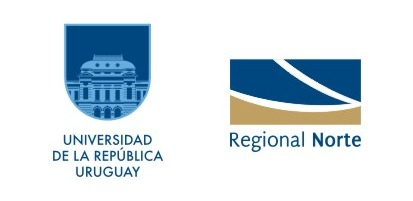 UNIVERSIDAD
DE LA REPÚBLICA
URUGUAY
Regional Norte